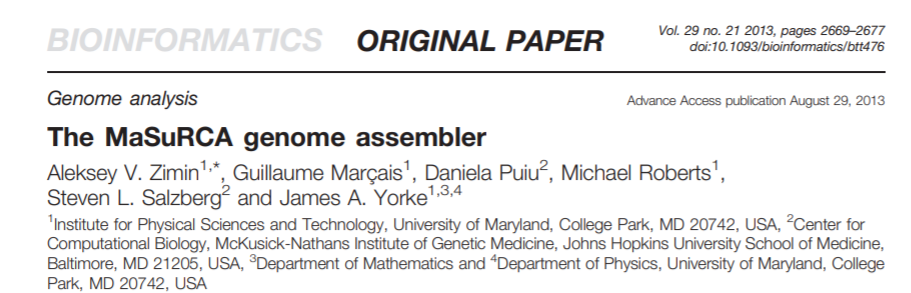 BIOINFORMATICS ORIGINAL PAPER
Vol. 29 no. 21 2013, pages 2669–2677
doi:10.1093/bioinformatics/btt476
Genome analysis
Advance Access publication August 29, 2013
The MaSuRCA genome assembler
Aleksey V. Zimin1,*, Guillaume Marçais1, Daniela Puiu2, Michael Roberts1,
Steven L. Salzberg2 and James A. Yorke1,3,4
1Institute for Physical Sciences and Technology, University of Maryland, College Park, MD 20742, USA, 2Center for
Computational Biology, McKusick-Nathans Institute of Genetic Medicine, Johns Hopkins University School of Medicine,
Baltimore, MD 21205, USA, 3Department of Mathematics and 4Department of Physics, University of Maryland, College
Park, MD 20742, USA